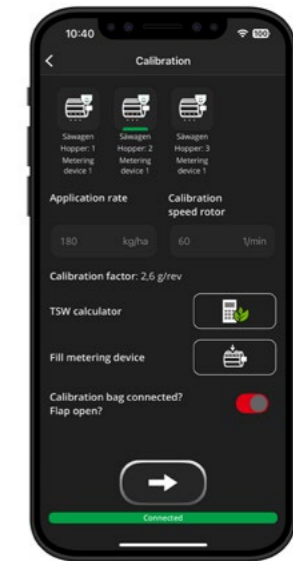 10:40
100
Calibration
Säwagen Hopper: 1 Metering device 1
Säwagen Hopper: 2 Metering device 1
Säwagen Hopper: 3 Metering device 1
Application rate
Calibration speed rotor
180 kg/ha
60 1/min
Calibration factor: 2,6 g/rev
TSW calculator
Fill metering device
Calibration bag connected?
Flap open?
Connected